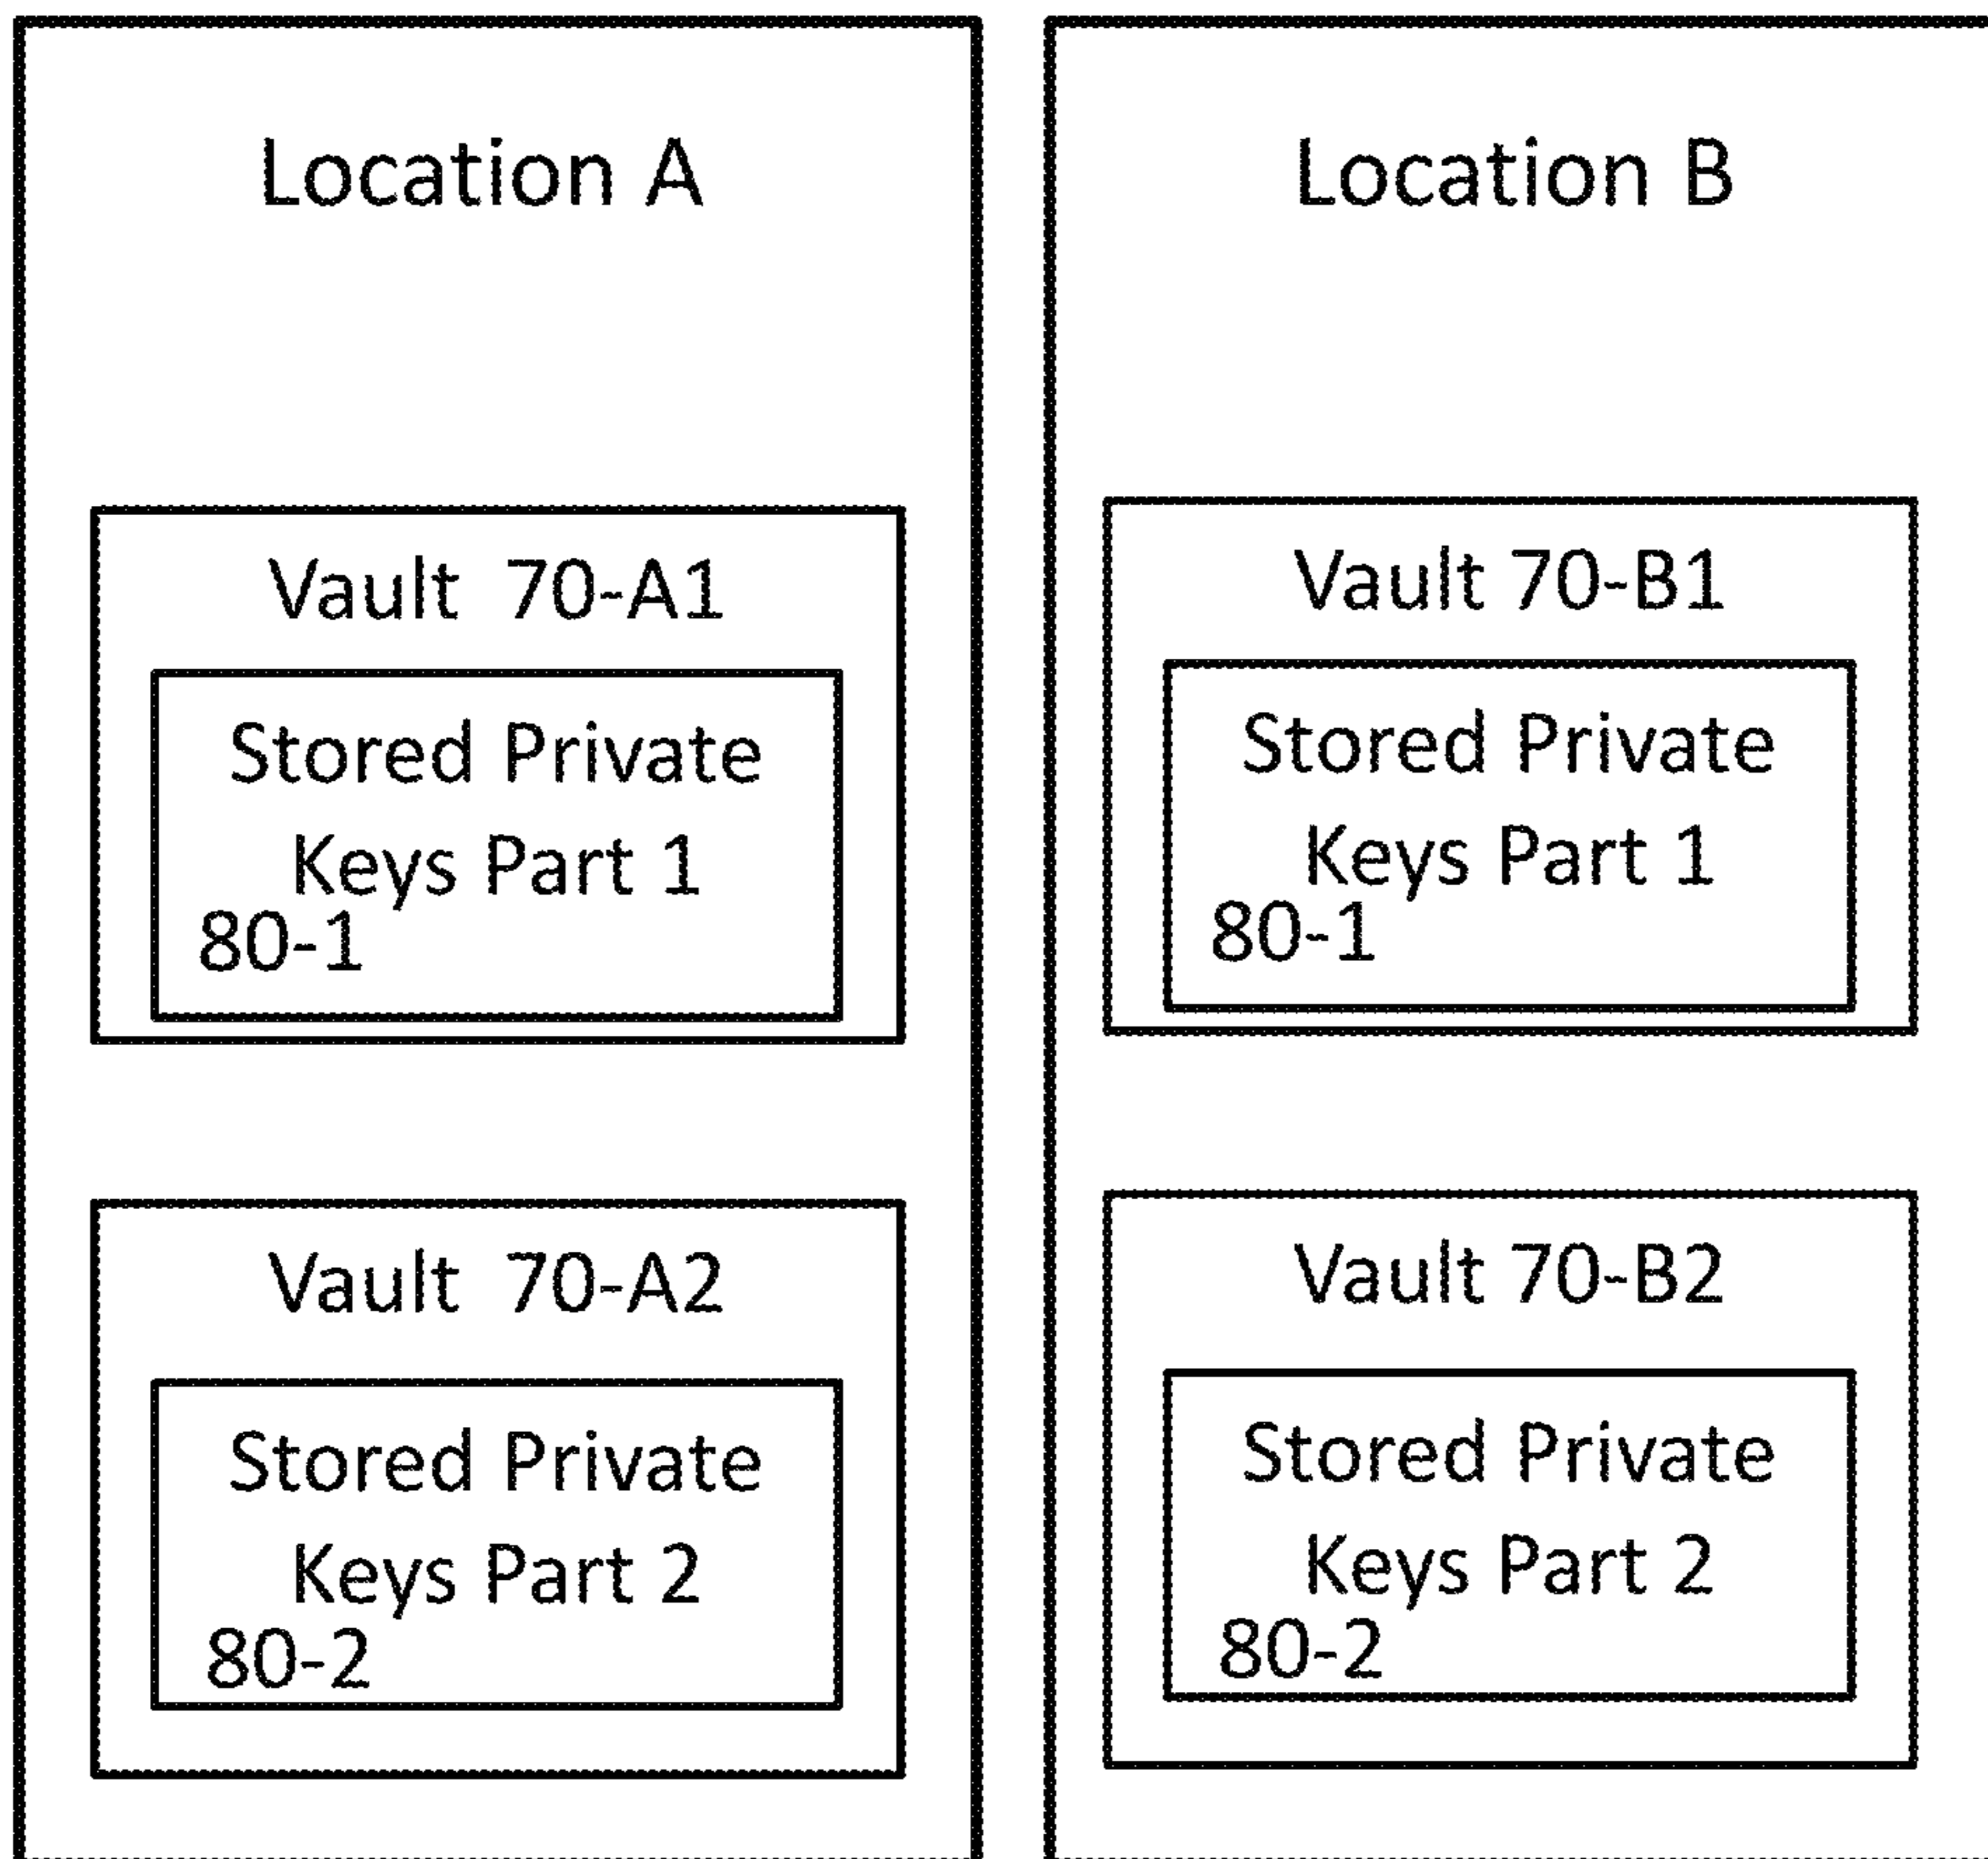 Location A
Vault 70-A1
Stored Private
Keys Part 1
80-1
Vault 70-A2
Stored Private
Keys Part 2
80-2
Location B
Vault 70-B1
Stored Private
Keys Part 1
80-1
Vault 70-B2
Stored Private
Keys Part 2
80-2